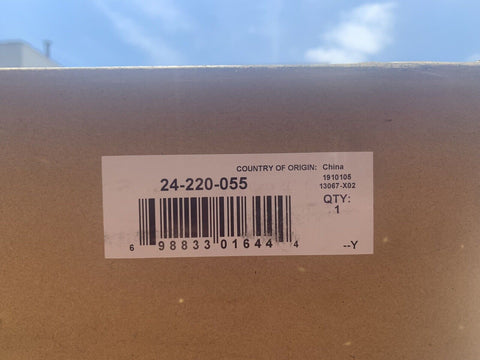 COUNTRY OF ORIGIN: China
24-220-055
1910105
13067-X02
QTY:
1
6 98833 01644 4
--Y